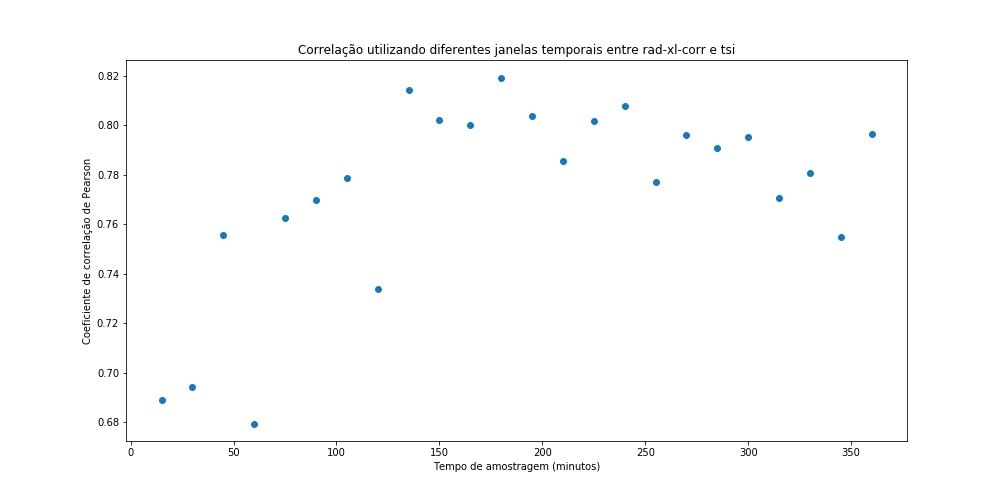 Correlação utilizando diferentes janelas temporais entre rad-xl-corr e tsi
Coeficiente de correlação de Pearson
0.82
0.80
0.78
0.76
0.74
0.72
0.70
0.68
0 50 100 150 200 250 300 350
Tempo de amostragem (minutos)